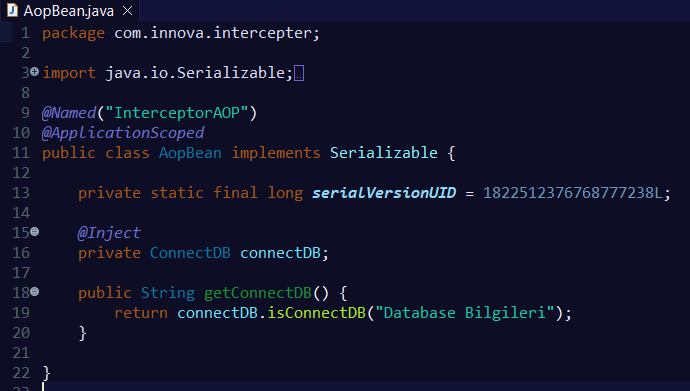 AopBean.java
1 package com.innova.intercepter;
2
3 import java.io.Serializable;
8
9 @Named("InterceptorAOP")
10 @ApplicationScoped
11 public class AopBean implements Serializable {
12
13     private static final long serialVersionUID = 1822512376768777238L;
14
15     @Inject
16     private ConnectDB connectDB;
17
18     public String getConnectDB() {
19         return connectDB.isConnectDB("Database Bilgileri");
20     }
21
22 }
23